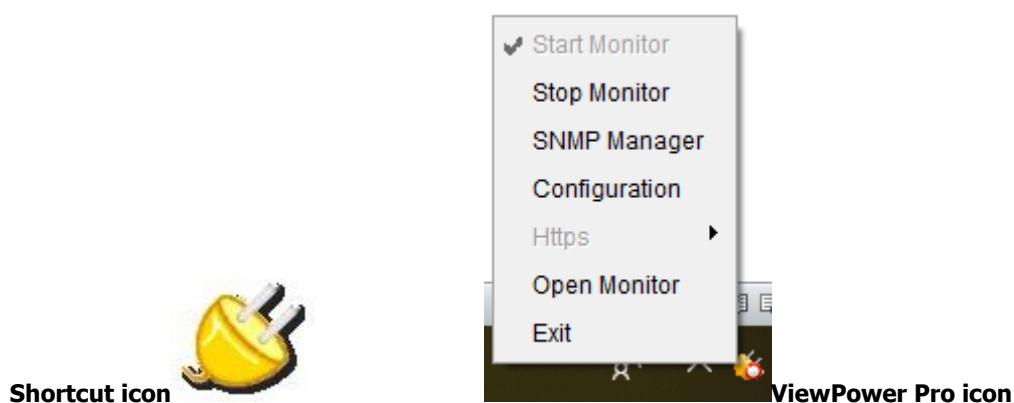 Start Monitor
Stop Monitor
SNMP Manager
Configuration
Https
Open Monitor
Exit
Shortcut icon
ViewPower Pro icon